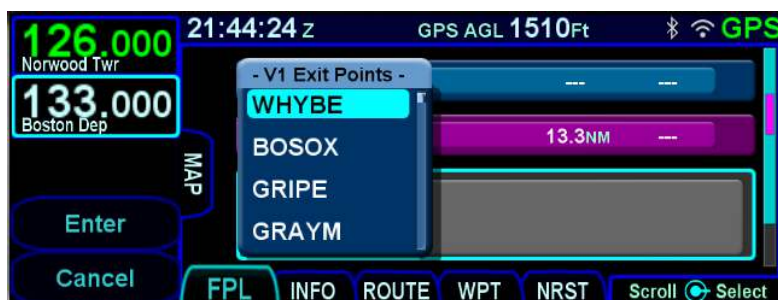 126.000
Norwood Twr
133.000
Boston Dep
Enter
Cancel
21:44:24 Z GPS AGL 1510Ft GPS
MAP
- V1 Exit Points -
WHYBE
BOSOX
GRIPE
GRAYM
--- ---
13.3NM ---
FPL INFO ROUTE WPT NRST Scroll Select